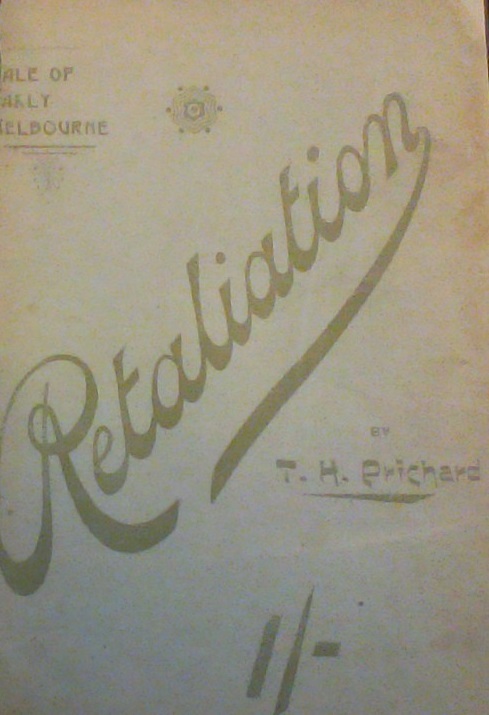 ALE OF
ARLY
ELBOURNE
Retaliation
BY
T. H. Prichard
1/-